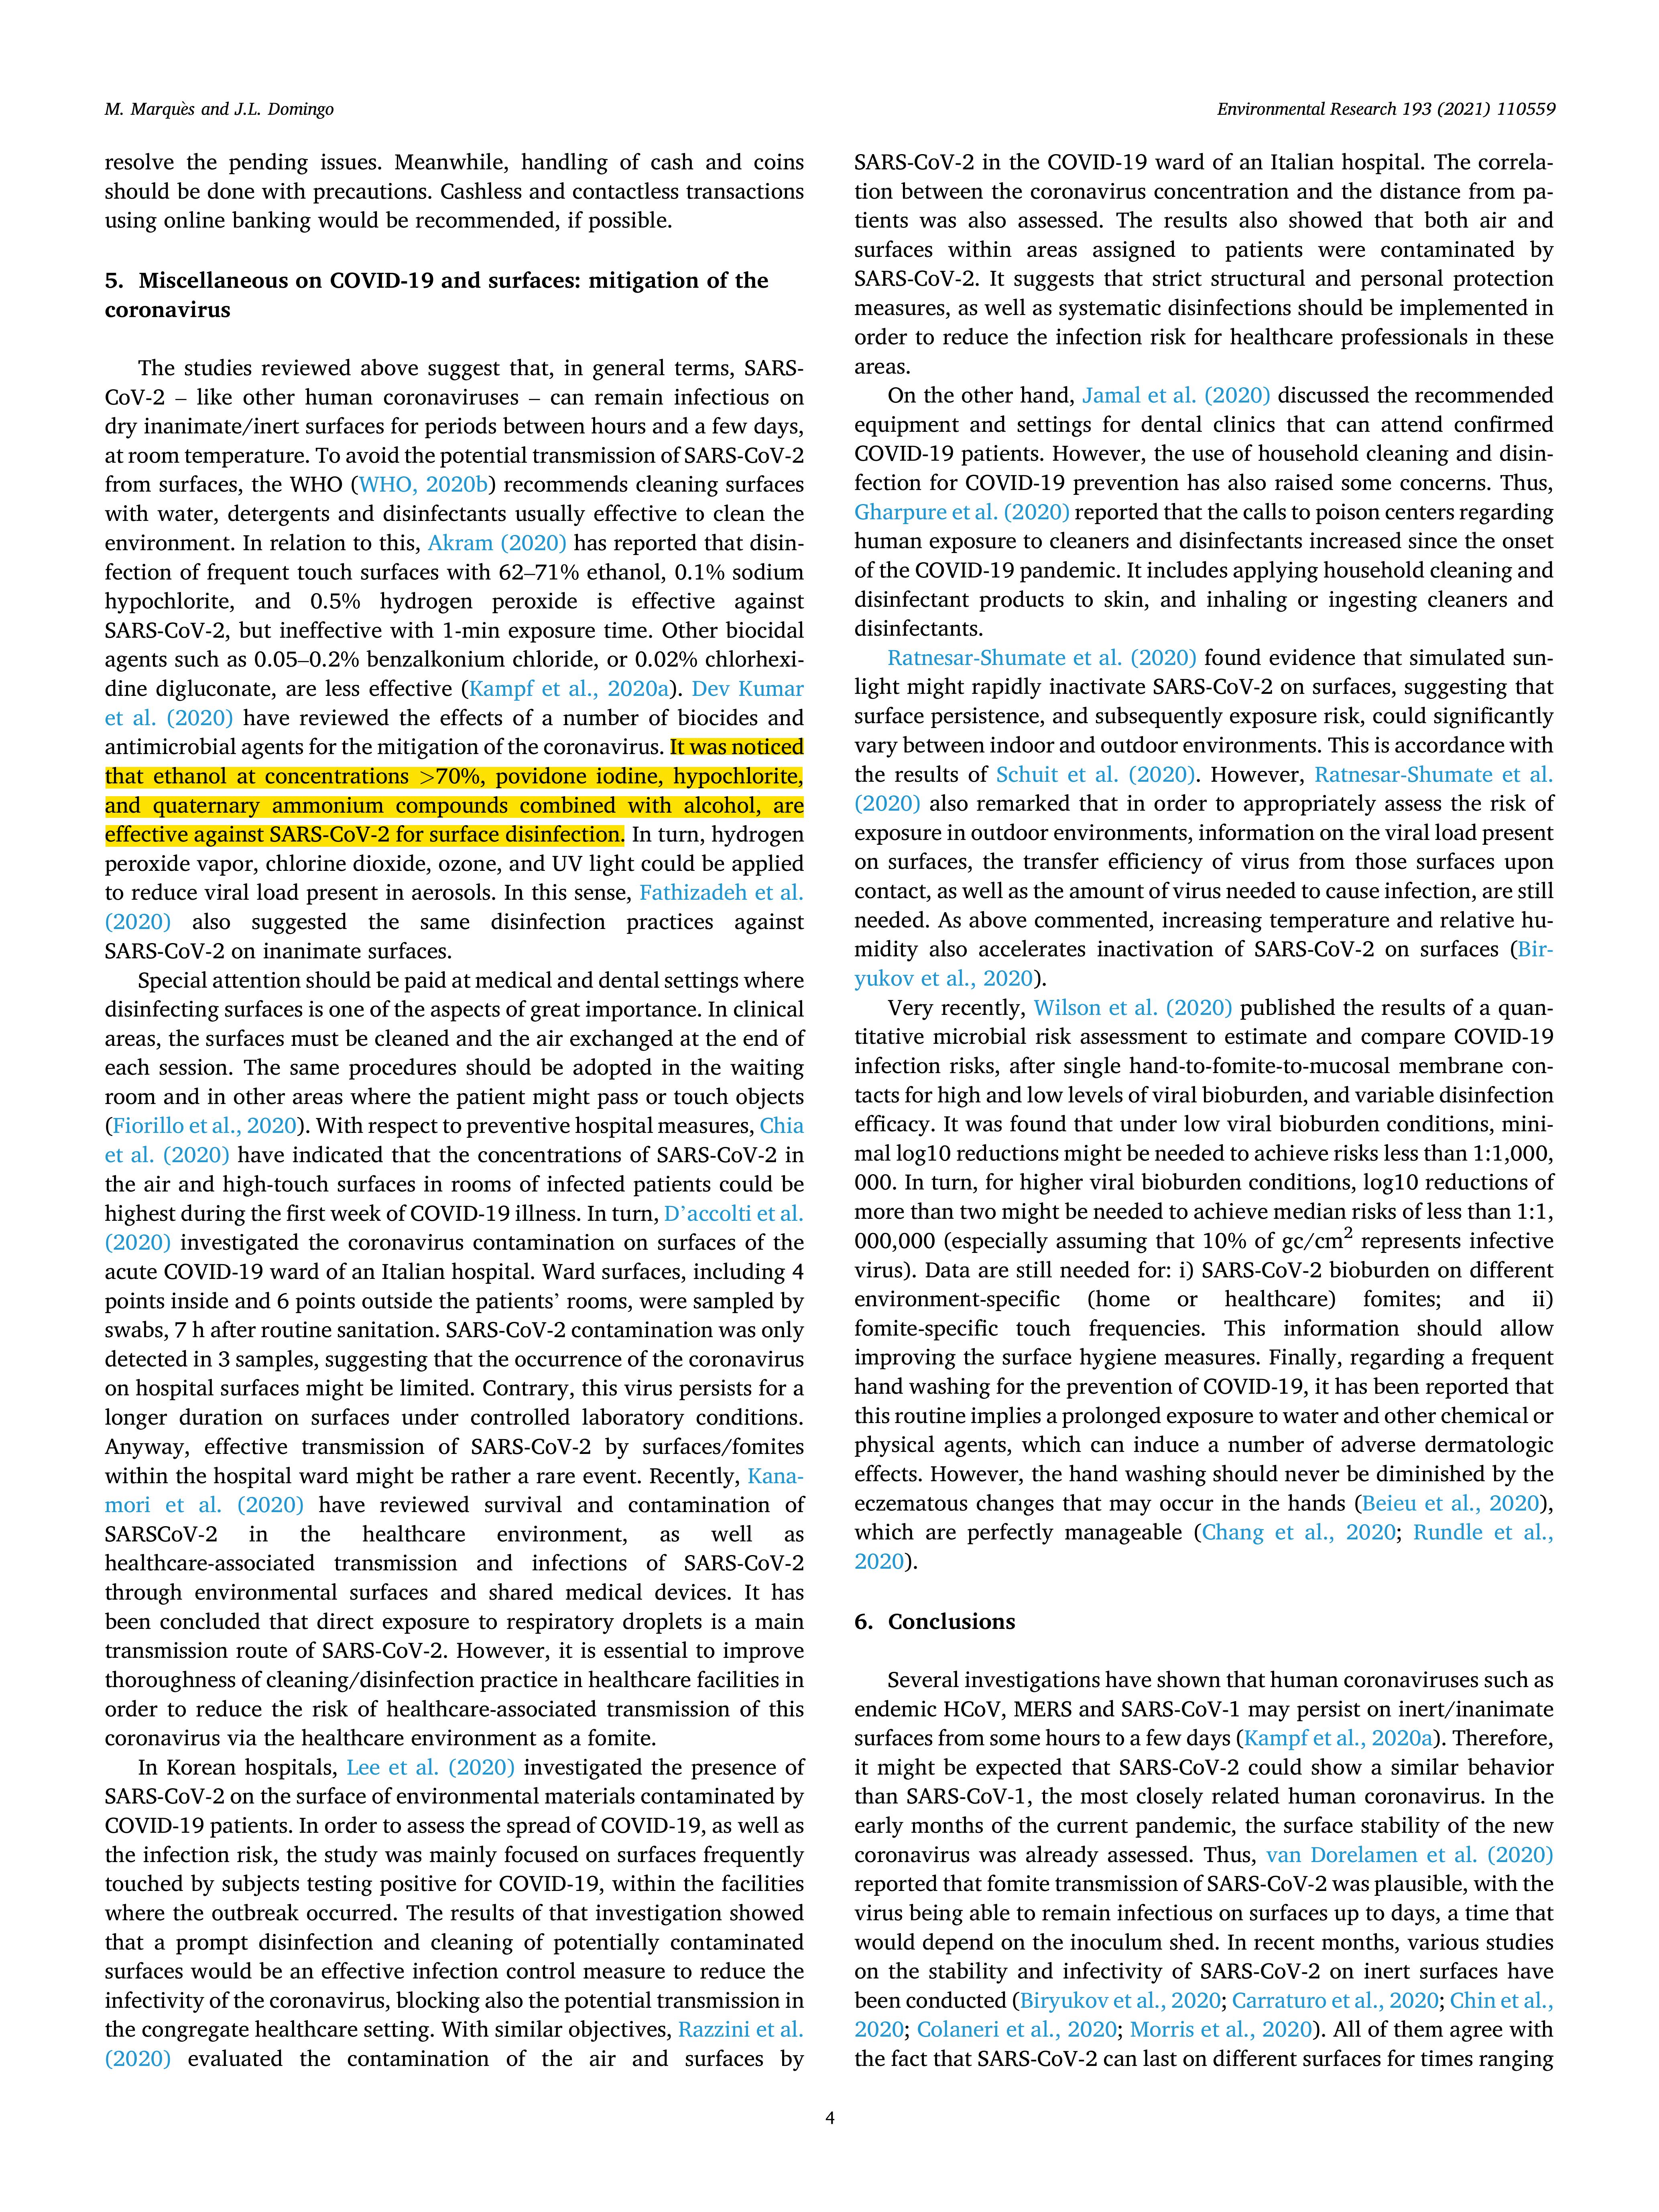 M. Marquès and J.L. Domingo
Environmental Research 193 (2021) 110559
resolve the pending issues. Meanwhile, handling of cash and coins
should be done with precautions. Cashless and contactless transactions
using online banking would be recommended, if possible.
5. Miscellaneous on COVID-19 and surfaces: mitigation of the
coronavirus
The studies reviewed above suggest that, in general terms, SARS-
CoV-2 – like other human coronaviruses – can remain infectious on
dry inanimate/inert surfaces for periods between hours and a few days,
at room temperature. To avoid the potential transmission of SARS-CoV-2
from surfaces, the WHO (WHO, 2020b) recommends cleaning surfaces
with water, detergents and disinfectants usually effective to clean the
environment. In relation to this, Akram (2020) has reported that disin-
fection of frequent touch surfaces with 62–71% ethanol, 0.1% sodium
hypochlorite, and 0.5% hydrogen peroxide is effective against
SARS-CoV-2, but ineffective with 1-min exposure time. Other biocidal
agents such as 0.05–0.2% benzalkonium chloride, or 0.02% chlorhexi-
dine digluconate, are less effective (Kampf et al., 2020a). Dev Kumar
et al. (2020) have reviewed the effects of a number of biocides and
antimicrobial agents for the mitigation of the coronavirus. It was noticed
that ethanol at concentrations >70%, povidone iodine, hypochlorite,
and quaternary ammonium compounds combined with alcohol, are
effective against SARS-CoV-2 for surface disinfection. In turn, hydrogen
peroxide vapor, chlorine dioxide, ozone, and UV light could be applied
to reduce viral load present in aerosols. In this sense, Fathizadeh et al.
(2020) also suggested the same disinfection practices against
SARS-CoV-2 on inanimate surfaces.
Special attention should be paid at medical and dental settings where
disinfecting surfaces is one of the aspects of great importance. In clinical
areas, the surfaces must be cleaned and the air exchanged at the end of
each session. The same procedures should be adopted in the waiting
room and in other areas where the patient might pass or touch objects
(Fiorillo et al., 2020). With respect to preventive hospital measures, Chia
et al. (2020) have indicated that the concentrations of SARS-CoV-2 in
the air and high-touch surfaces in rooms of infected patients could be
highest during the first week of COVID-19 illness. In turn, D'accolti et al.
(2020) investigated the coronavirus contamination on surfaces of the
acute COVID-19 ward of an Italian hospital. Ward surfaces, including 4
points inside and 6 points outside the patients' rooms, were sampled by
swabs, 7 h after routine sanitation. SARS-CoV-2 contamination was only
detected in 3 samples, suggesting that the occurrence of the coronavirus
on hospital surfaces might be limited. Contrary, this virus persists for a
longer duration on surfaces under controlled laboratory conditions.
Anyway, effective transmission of SARS-CoV-2 by surfaces/fomites
within the hospital ward might be rather a rare event. Recently, Kana-
mori et al. (2020) have reviewed survival and contamination of
SARSCoV-2 in the healthcare environment, as well as
healthcare-associated transmission and infections of SARS-CoV-2
through environmental surfaces and shared medical devices. It has
been concluded that direct exposure to respiratory droplets is a main
transmission route of SARS-CoV-2. However, it is essential to improve
thoroughness of cleaning/disinfection practice in healthcare facilities in
order to reduce the risk of healthcare-associated transmission of this
coronavirus via the healthcare environment as a fomite.
In Korean hospitals, Lee et al. (2020) investigated the presence of
SARS-CoV-2 on the surface of environmental materials contaminated by
COVID-19 patients. In order to assess the spread of COVID-19, as well as
the infection risk, the study was mainly focused on surfaces frequently
touched by subjects testing positive for COVID-19, within the facilities
where the outbreak occurred. The results of that investigation showed
that a prompt disinfection and cleaning of potentially contaminated
surfaces would be an effective infection control measure to reduce the
infectivity of the coronavirus, blocking also the potential transmission in
the congregate healthcare setting. With similar objectives, Razzini et al.
(2020) evaluated the contamination of the air and surfaces by
SARS-CoV-2 in the COVID-19 ward of an Italian hospital. The correla-
tion between the coronavirus concentration and the distance from pa-
tients was also assessed. The results also showed that both air and
surfaces within areas assigned to patients were contaminated by
SARS-CoV-2. It suggests that strict structural and personal protection
measures, as well as systematic disinfections should be implemented in
order to reduce the infection risk for healthcare professionals in these
areas.
On the other hand, Jamal et al. (2020) discussed the recommended
equipment and settings for dental clinics that can attend confirmed
COVID-19 patients. However, the use of household cleaning and disin-
fection for COVID-19 prevention has also raised some concerns. Thus,
Gharpure et al. (2020) reported that the calls to poison centers regarding
human exposure to cleaners and disinfectants increased since the onset
of the COVID-19 pandemic. It includes applying household cleaning and
disinfectant products to skin, and inhaling or ingesting cleaners and
disinfectants.
Ratnesar-Shumate et al. (2020) found evidence that simulated sun-
light might rapidly inactivate SARS-CoV-2 on surfaces, suggesting that
surface persistence, and subsequently exposure risk, could significantly
vary between indoor and outdoor environments. This is accordance with
the results of Schuit et al. (2020). However, Ratnesar-Shumate et al.
(2020) also remarked that in order to appropriately assess the risk of
exposure in outdoor environments, information on the viral load present
on surfaces, the transfer efficiency of virus from those surfaces upon
contact, as well as the amount of virus needed to cause infection, are still
needed. As above commented, increasing temperature and relative hu-
midity also accelerates inactivation of SARS-CoV-2 on surfaces (Bir-
yukov et al., 2020).
Very recently, Wilson et al. (2020) published the results of a quan-
titative microbial risk assessment to estimate and compare COVID-19
infection risks, after single hand-to-fomite-to-mucosal membrane con-
tacts for high and low levels of viral bioburden, and variable disinfection
efficacy. It was found that under low viral bioburden conditions, mini-
mal log10 reductions might be needed to achieve risks less than 1:1,000,
000. In turn, for higher viral bioburden conditions, log10 reductions of
more than two might be needed to achieve median risks of less than 1:1,
000,000 (especially assuming that 10% of gc/cm² represents infective
virus). Data are still needed for: i) SARS-CoV-2 bioburden on different
environment-specific (home or healthcare) fomites; and ii)
fomite-specific touch frequencies. This information should allow
improving the surface hygiene measures. Finally, regarding a frequent
hand washing for the prevention of COVID-19, it has been reported that
this routine implies a prolonged exposure to water and other chemical or
physical agents, which can induce a number of adverse dermatologic
effects. However, the hand washing should never be diminished by the
eczematous changes that may occur in the hands (Beieu et al., 2020),
which are perfectly manageable (Chang et al., 2020; Rundle et al.,
2020).
6. Conclusions
Several investigations have shown that human coronaviruses such as
endemic HCoV, MERS and SARS-CoV-1 may persist on inert/inanimate
surfaces from some hours to a few days (Kampf et al., 2020a). Therefore,
it might be expected that SARS-CoV-2 could show a similar behavior
than SARS-CoV-1, the most closely related human coronavirus. In the
early months of the current pandemic, the surface stability of the new
coronavirus was already assessed. Thus, van Dorelamen et al. (2020)
reported that fomite transmission of SARS-CoV-2 was plausible, with the
virus being able to remain infectious on surfaces up to days, a time that
would depend on the inoculum shed. In recent months, various studies
on the stability and infectivity of SARS-CoV-2 on inert surfaces have
been conducted (Biryukov et al., 2020; Carraturo et al., 2020; Chin et al.,
2020; Colaneri et al., 2020; Morris et al., 2020). All of them agree with
the fact that SARS-CoV-2 can last on different surfaces for times ranging
4